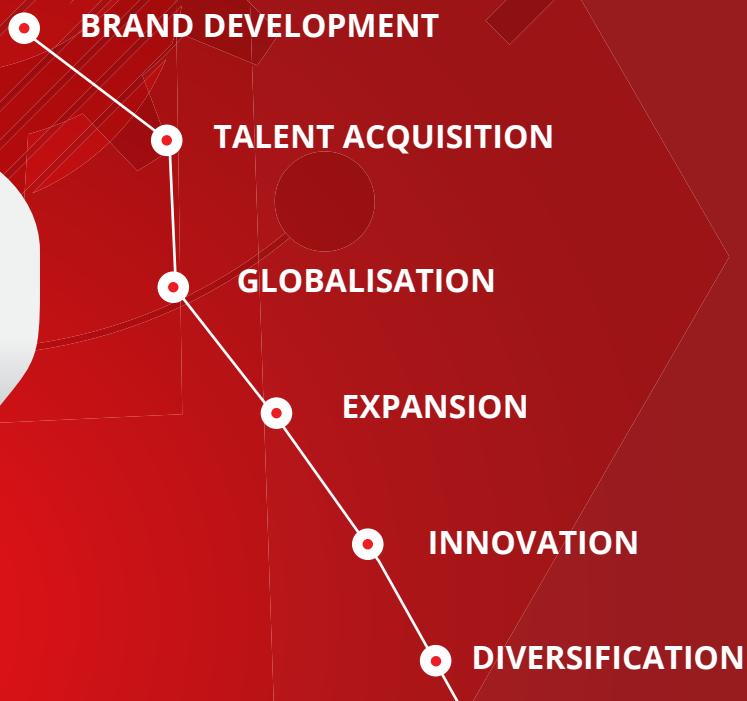 BRAND DEVELOPMENT
TALENT ACQUISITION
GLOBALISATION
EXPANSION
INNOVATION
DIVERSIFICATION